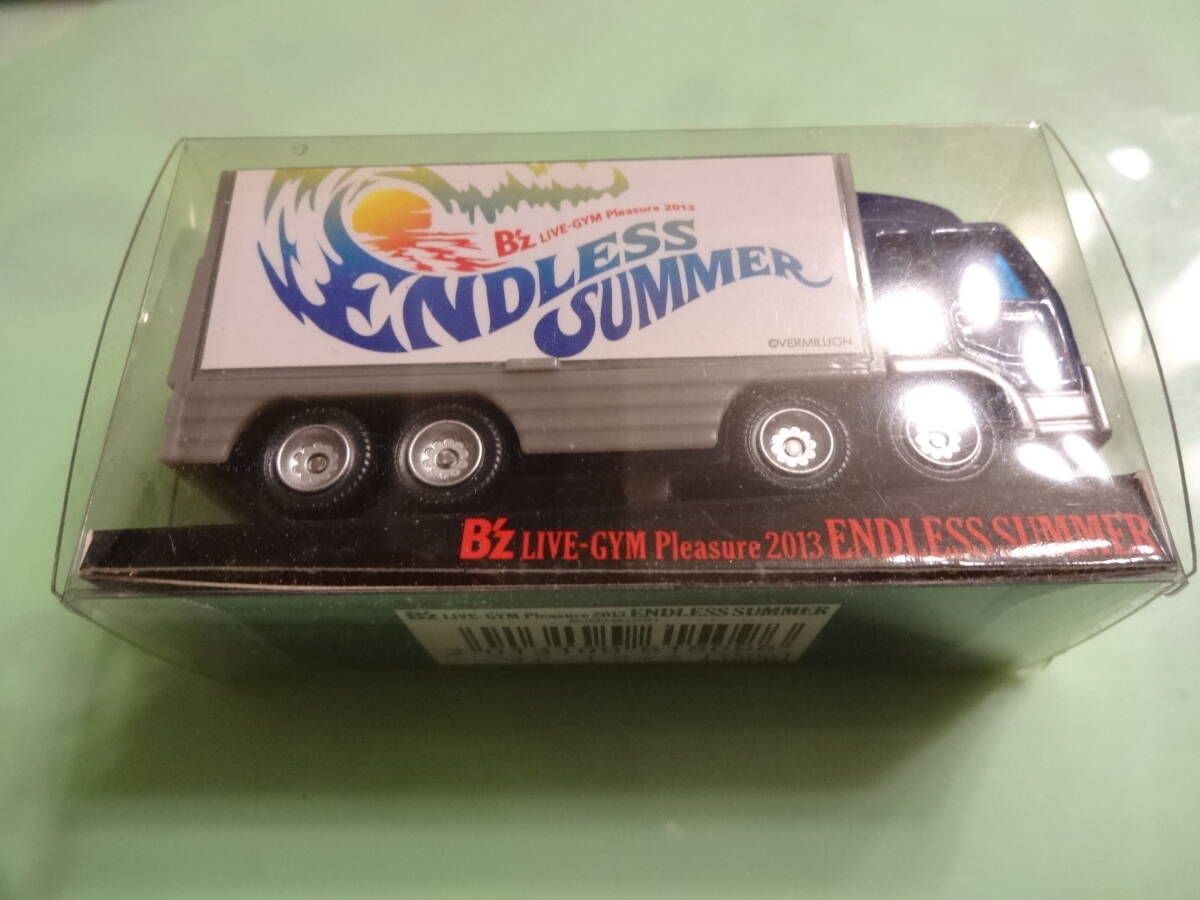 B'z LIVE-GYM Pleasure 2013
ENDLESS
SUMMER
©VERMILLION
B'z LIVE-GYM Pleasure 2013 ENDLESS SUMMER
B'z LIVE-GYM Pleasure 2013 ENDLESS SUMMER
©VERMILLION